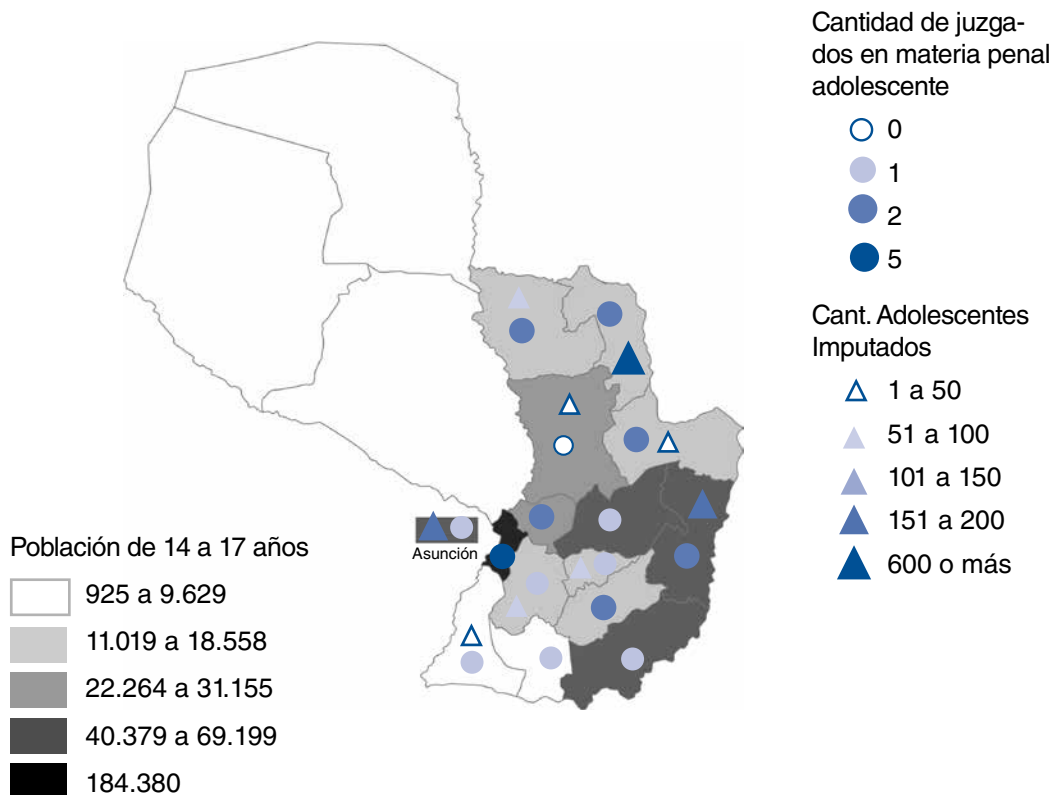 Cantidad de juzga-
dos en materia penal
adolescente
0
1
2
5
Cant. Adolescentes
Imputados
1 a 50
51 a 100
101 a 150
151 a 200
600 o más
Asunción
Población de 14 a 17 años
925 a 9.629
11.019 a 18.558
22.264 a 31.155
40.379 a 69.199
184.380